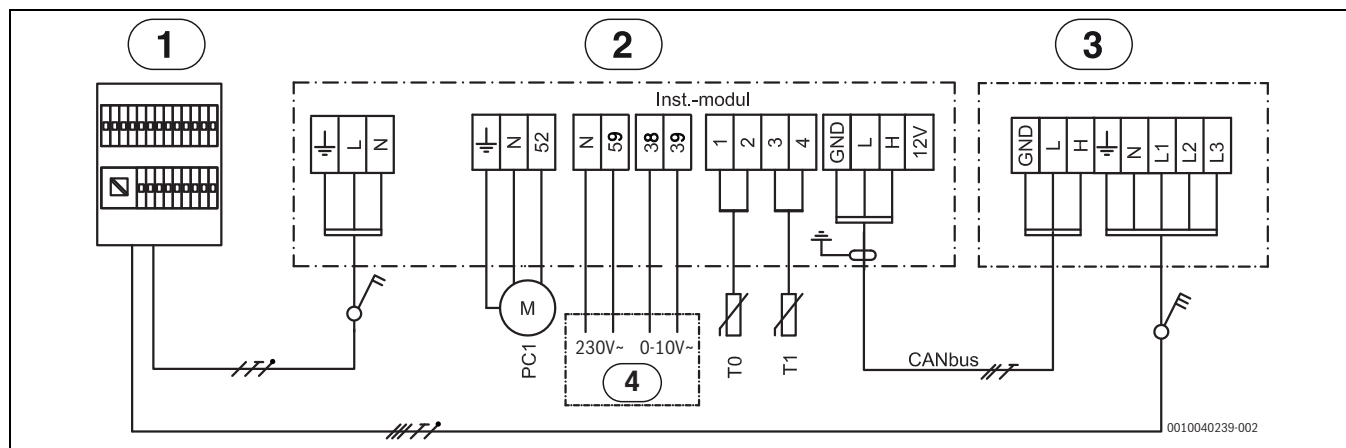 1
2
3
Inst.-modul
L
N
N
52
N
59
38
39
1
2
3
4
GND
L
H
12V
GND
L
H
N
L1
L2
L3
M
PC1
230V~
0-10V~
4
T0
T1
CANbus
0010040239-002